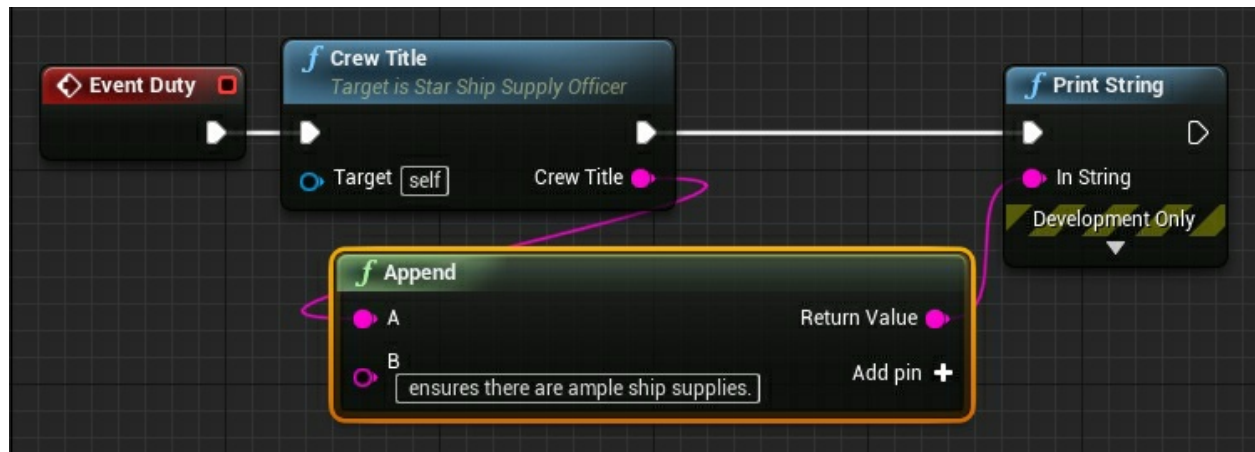 Event Duty
f Crew Title
Target is Star Ship Supply Officer
Target self
Crew Title
f Append
A
B
ensures there are ample ship supplies.
Return Value
Add pin +
f Print String
In String
Development Only